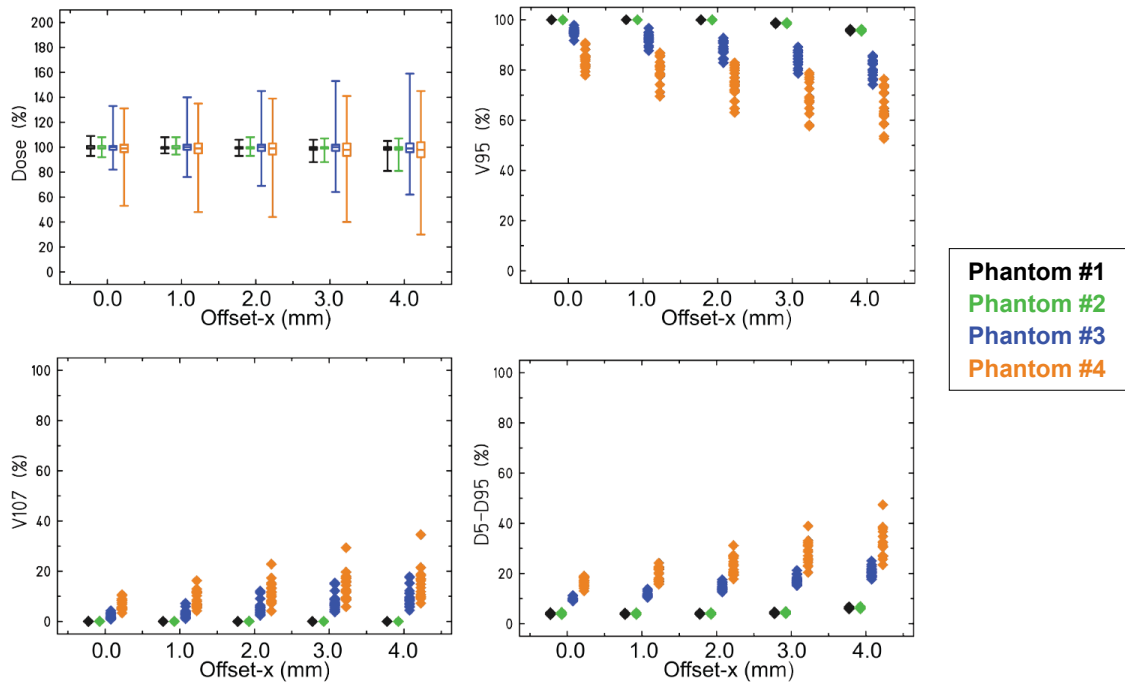 200
180
160
140
120
100
80
60
40
20
0
Dose (%)
0.0 1.0 2.0 3.0 4.0
Offset-x (mm)
100
80
60
40
20
0
V95 (%)
0.0 1.0 2.0 3.0 4.0
Offset-x (mm)
Phantom #1
Phantom #2
Phantom #3
Phantom #4
100
80
60
40
20
0
V107 (%)
0.0 1.0 2.0 3.0 4.0
Offset-x (mm)
100
80
60
40
20
0
D5-D95 (%)
0.0 1.0 2.0 3.0 4.0
Offset-x (mm)